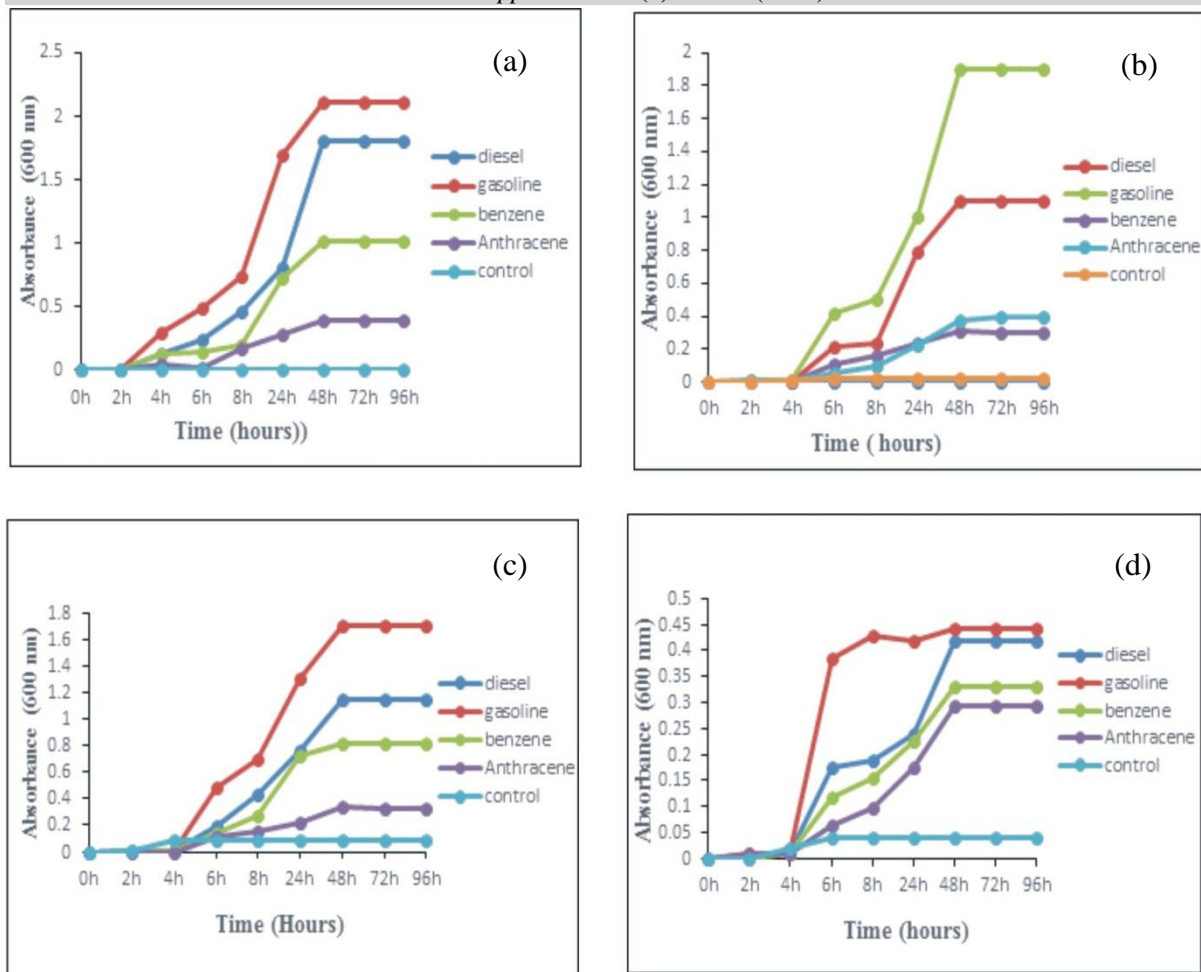 (a)
Absorbance (600 nm)
2.5
2
1.5
1
0.5
0
0h 2h 4h 6h 8h 24h 48h 72h 96h
Time (hours))
diesel
gasoline
benzene
Anthracene
control
(b)
Absorbance (600 nm)
2
1.8
1.6
1.4
1.2
1
0.8
0.6
0.4
0.2
0
0h 2h 4h 6h 8h 24h 48h 72h 96h
Time ( hours)
diesel
gasoline
benzene
Anthracene
control
(c)
Absorbance (600 nm)
1.8
1.6
1.4
1.2
1
0.8
0.6
0.4
0.2
0
0h 2h 4h 6h 8h 24h 48h 72h 96h
Time (Hours)
diesel
gasoline
benzene
Anthracene
control
(d)
Absorbance (600 nm)
0.5
0.45
0.4
0.35
0.3
0.25
0.2
0.15
0.1
0.05
0
0h 2h 4h 6h 8h 24h 48h 72h 96h
Time (hours)
diesel
gasoline
benzene
Anthracene
control